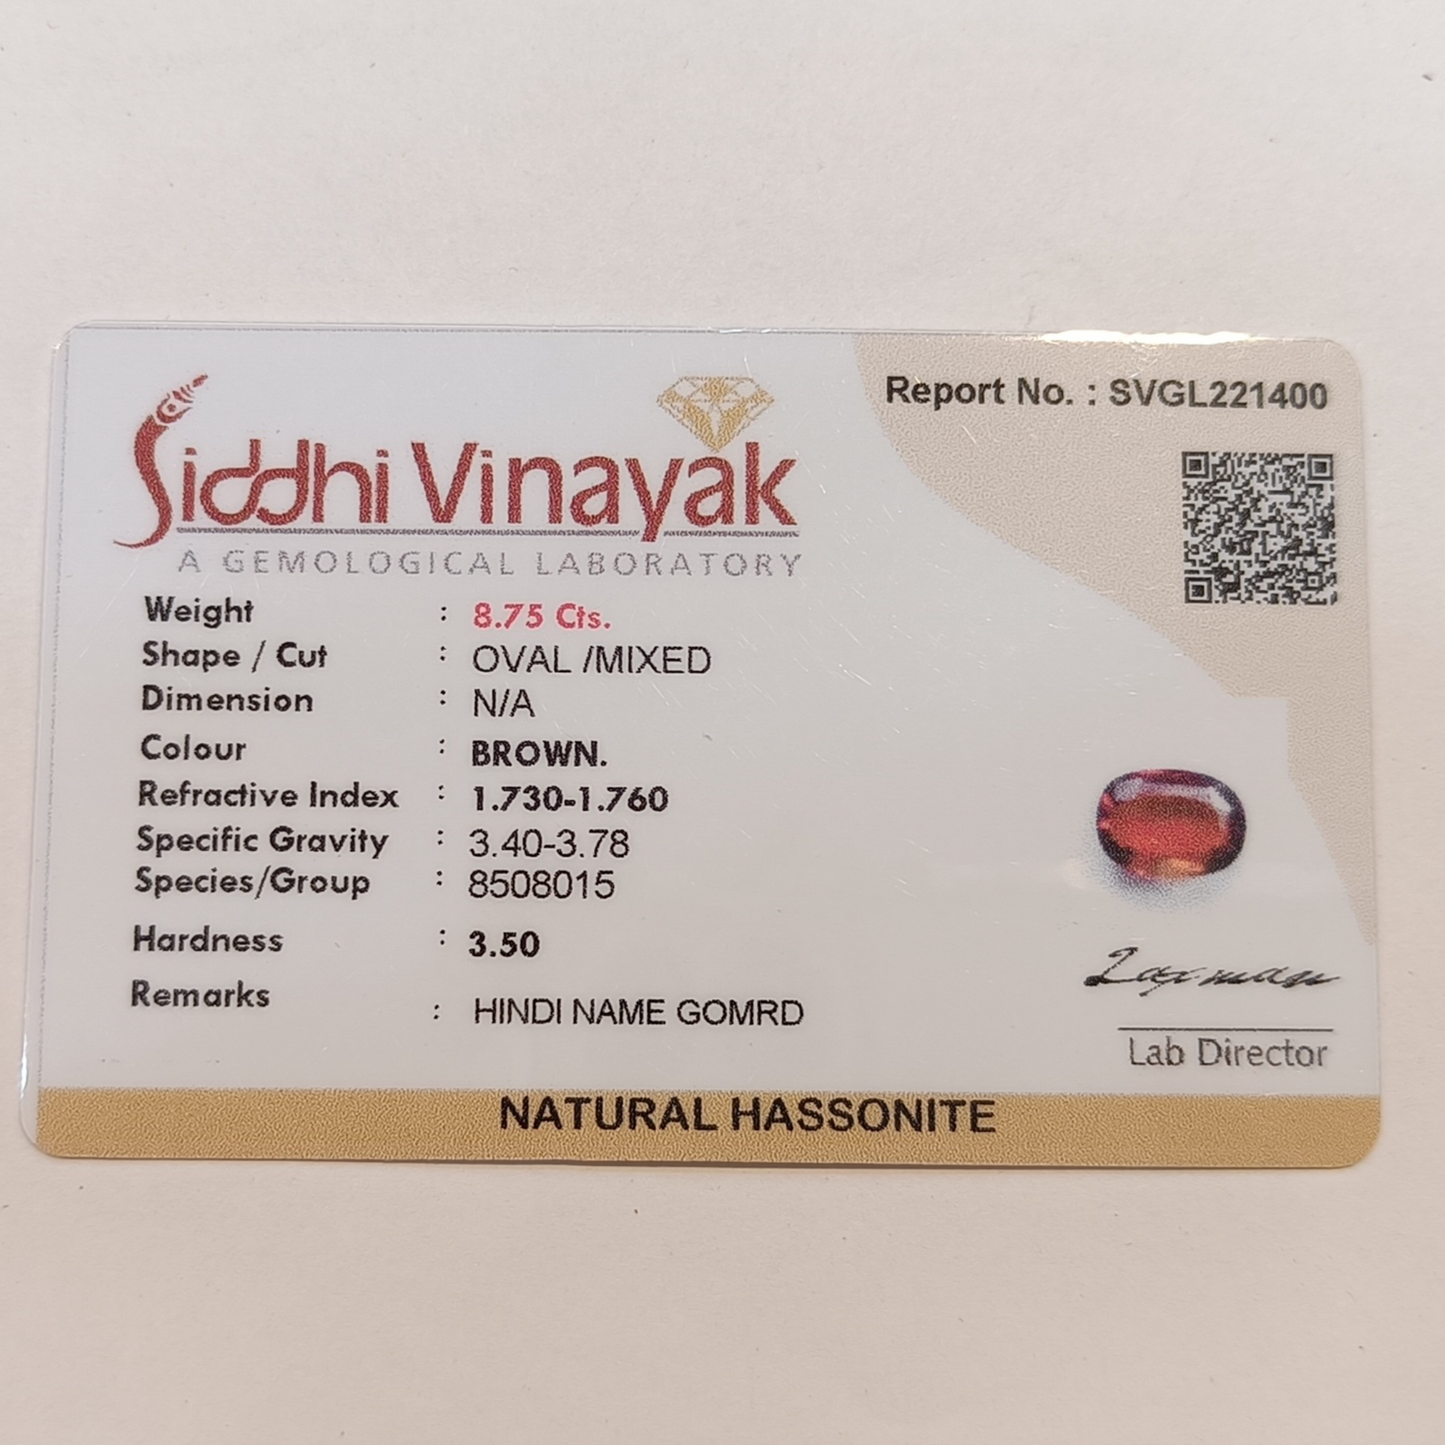 Siddhi Vinayak
A GEMOLOGICAL LABORATORY
Report No. : SVGL221400
Weight : 8.75 Cts.
Shape / Cut : OVAL /MIXED
Dimension : N/A
Colour : BROWN.
Refractive Index : 1.730-1.760
Specific Gravity : 3.40-3.78
Species/Group : 8508015
Hardness : 3.50
Remarks : HINDI NAME GOMRD
Laxman
Lab Director
NATURAL HASSONITE